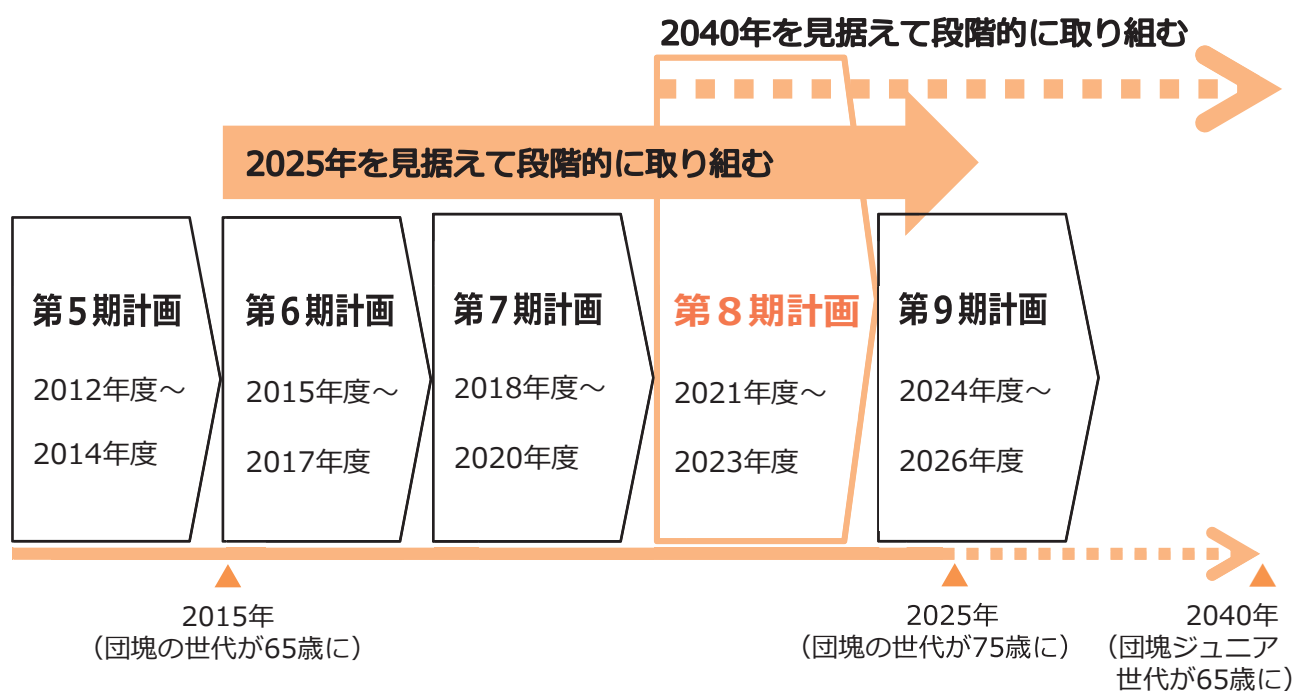 2040年を見据えて段階的に取り組む
2025年を見据えて段階的に取り組む
第5期計画
2012年度～
2014年度
第6期計画
2015年度～
2017年度
第7期計画
2018年度～
2020年度
第8期計画
2021年度～
2023年度
第9期計画
2024年度～
2026年度
2015年
（団塊の世代が65歳に）
2025年
（団塊の世代が75歳に）
2040年
（団塊ジュニア
世代が65歳に）